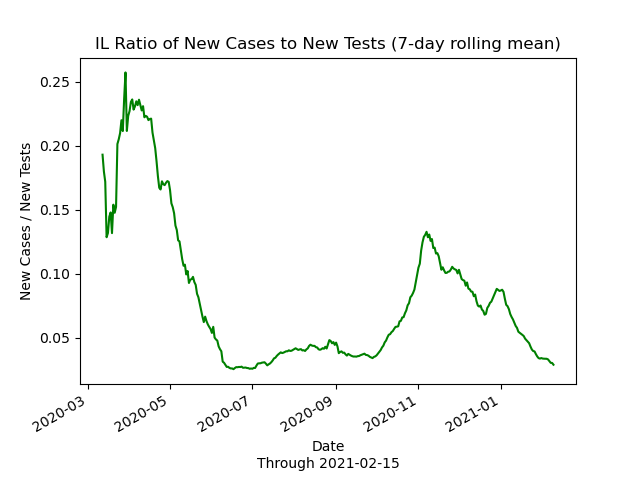 IL Ratio of New Cases to New Tests (7-day rolling mean)
New Cases / New Tests
0.25
0.20
0.15
0.10
0.05
2020-03
2020-05
2020-07
2020-09
2020-11
2021-01
Date
Through 2021-02-15